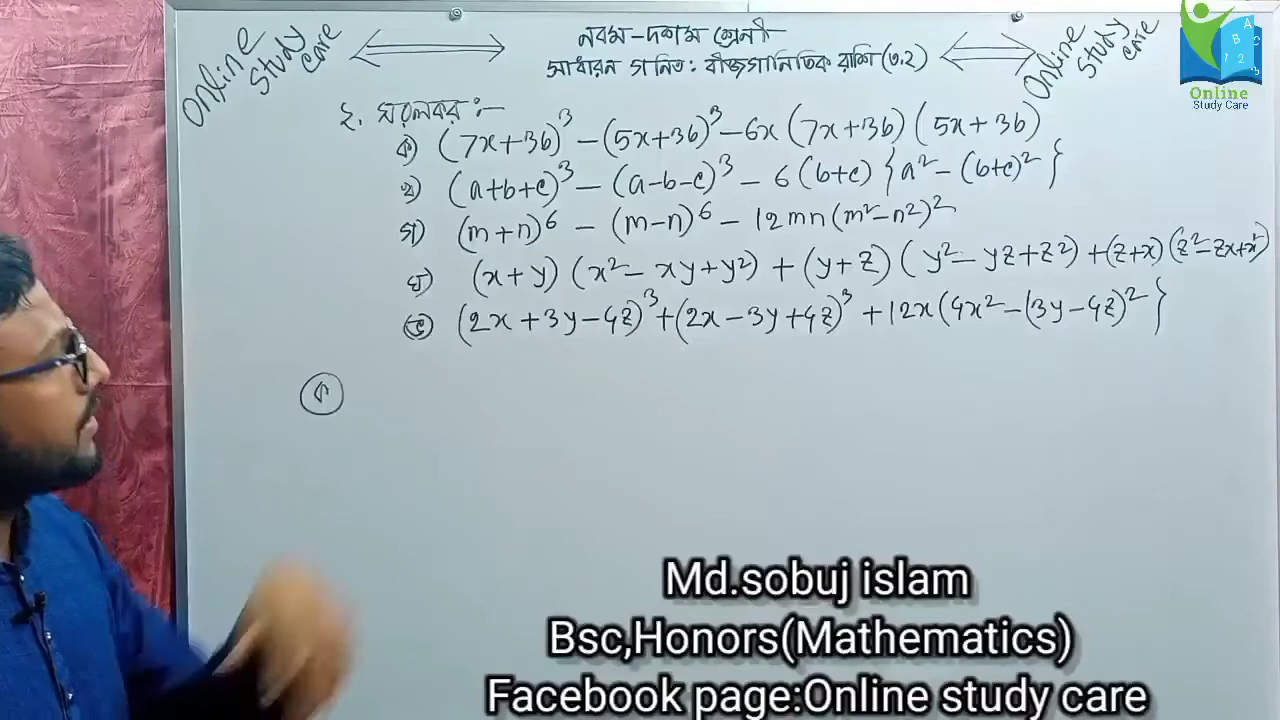 Online Study Care
নবম-দশম শ্রেণী
সাধারন গনিত: বীজগানিতিক রাশি (৩.২)
Online Study Care
A B C 1 2 3
Online
Study Care
২. সরলকর :-
ক) (7x+3b)³ - (5x+3b)³ - 6x (7x+3b) (5x+3b)
খ) (a+b+c)³ - (a-b-c)³ - 6 (b+c) {a² - (b+c)²}
গ) (m+n)⁶ - (m-n)⁶ - 12mn(m²-n²)²
ঘ) (x+y) (x²-xy+y²) + (y+z) (y²-yz+z²) + (z+x) (z²-zx+x²)
ঙ) (2x+3y-4z)³ + (2x-3y+4z)³ + 12x(4x²-(3y-4z)²}
ক
Md.sobuj islam
Bsc,Honors(Mathematics)
Facebook page:Online study care